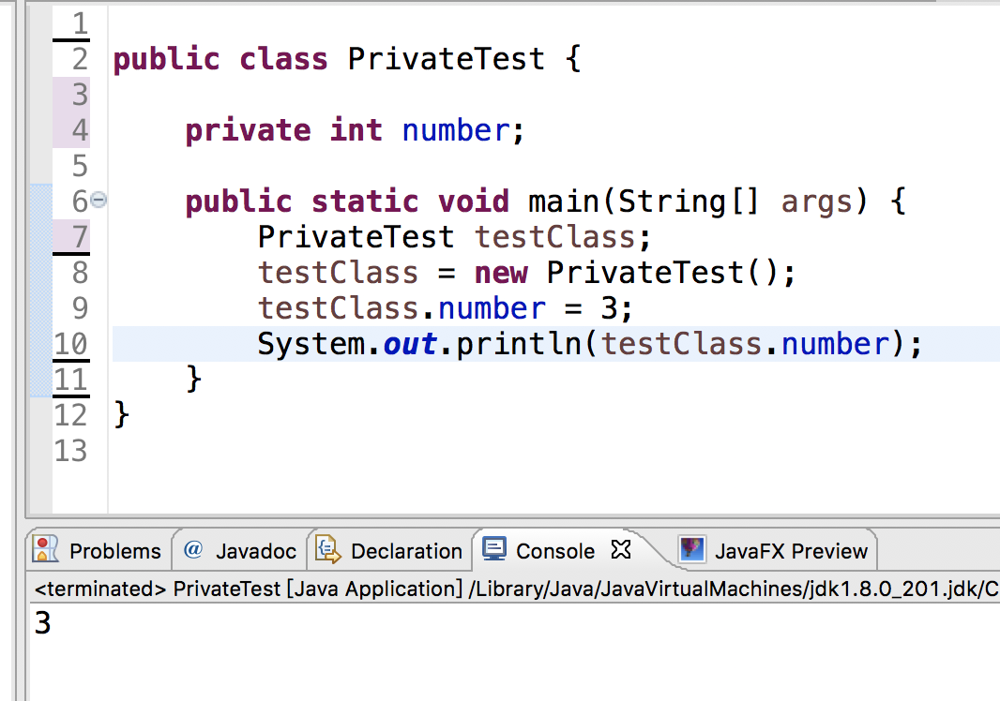 1
2 public class PrivateTest {
3
4 private int number;
5
6 public static void main(String[] args) {
7 PrivateTest testClass;
8 testClass = new PrivateTest();
9 testClass.number = 3;
10 System.out.println(testClass.number);
11 }
12 }
13
Problems @ Javadoc Declaration Console JavaFX Preview
<terminated> PrivateTest [Java Application] /Library/Java/JavaVirtualMachines/jdk1.8.0_201.jdk/C
3